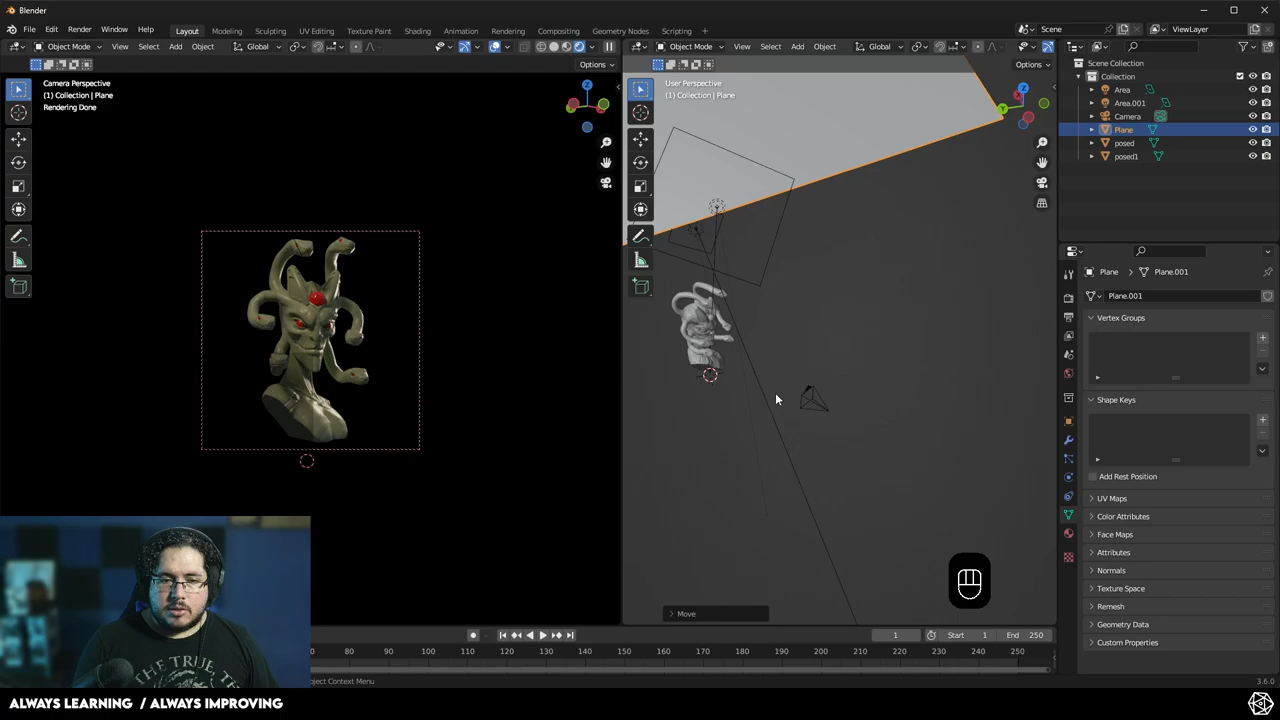 Blender
File Edit Render Window Help Layout Modeling Sculpting UV Editing Texture Paint Shading Animation Rendering Compositing Geometry Nodes Scripting + Scene ViewLayer
Object Mode View Select Add Object Global Object Mode View Select Add Object Global
Options Options
Camera Perspective
(1) Collection | Plane
Rendering Done
User Perspective
(1) Collection | Plane
Scene Collection
Collection
Area
Area.001
Camera
Plane
posed
posed1
Plane Plane.001
Plane.001
Vertex Groups
Shape Keys
Add Rest Position
UV Maps
Color Attributes
Face Maps
Attributes
Normals
Texture Space
Remesh
Geometry Data
Custom Properties
Move
1 Start 1 End 250
80 90 100 110 120 130 140 150 160 170 180 190 200 210 220 230 240 250
bject Context Menu
3.6.0
THE TRUE
ALWAYS LEARNING / ALWAYS IMPROVING